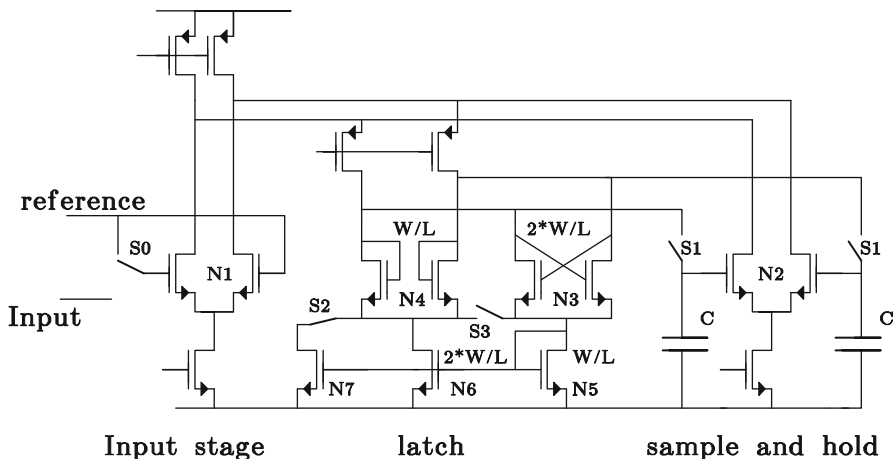 reference
S0
N1
Input
W/L
2*W/L
N4
N3
S2
S3
2*W/L
W/L
N7
N6
N5
S1
N2
S1
C
C
Input stage
latch
sample and hold